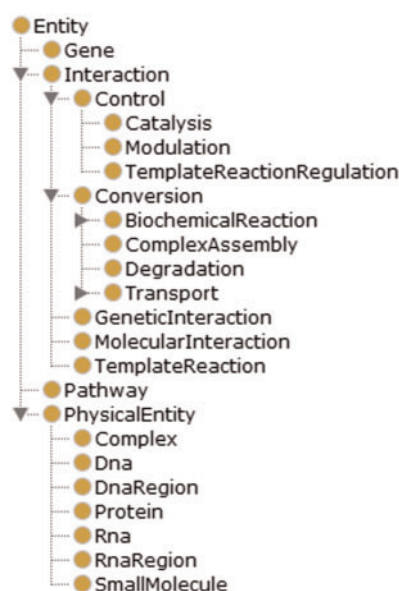 Entity
Gene
Interaction
Control
Catalysis
Modulation
TemplateReactionRegulation
Conversion
BiochemicalReaction
ComplexAssembly
Degradation
Transport
GeneticInteraction
MolecularInteraction
TemplateReaction
Pathway
PhysicalEntity
Complex
Dna
DnaRegion
Protein
Rna
RnaRegion
SmallMolecule